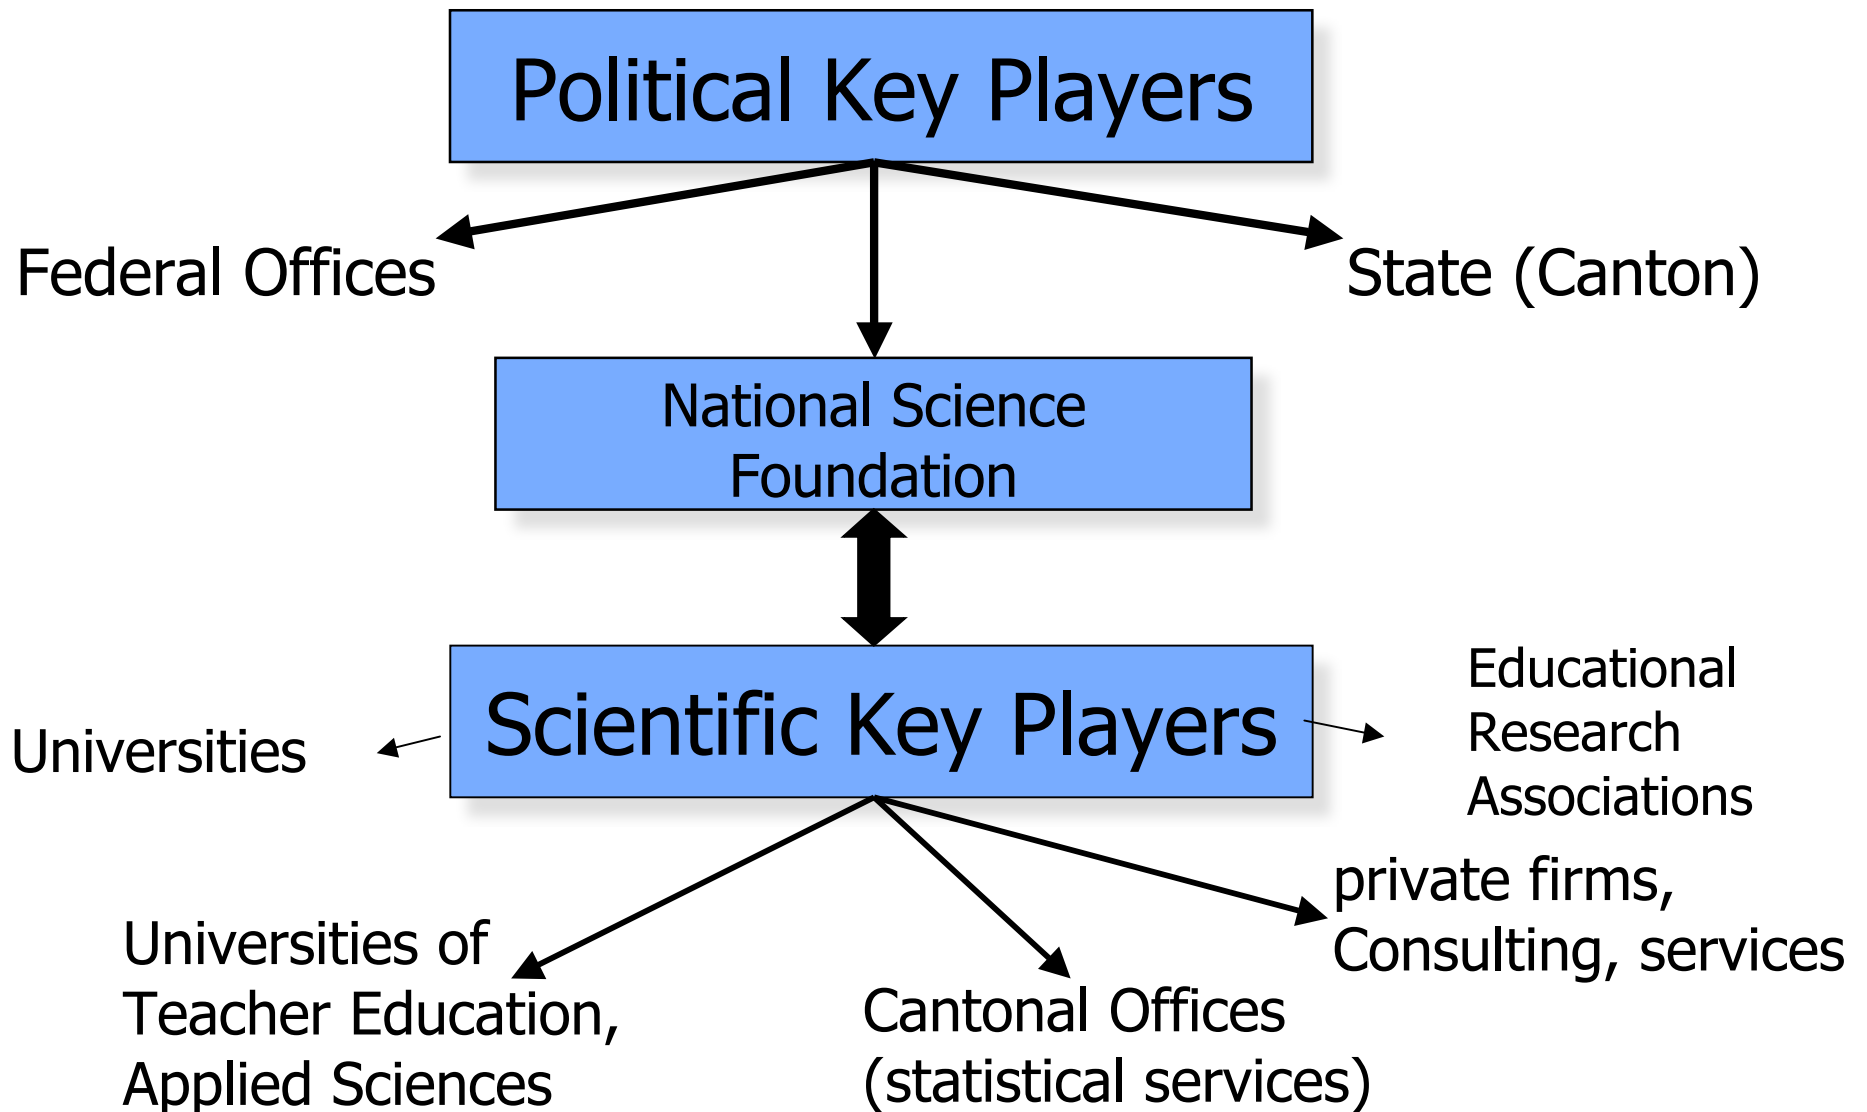 Political Key Players
Federal Offices
State (Canton)
National Science
Foundation
Scientific Key Players
Universities
Educational
Research
Associations
private firms,
Consulting, services
Universities of
Teacher Education,
Applied Sciences
Cantonal Offices
(statistical services)